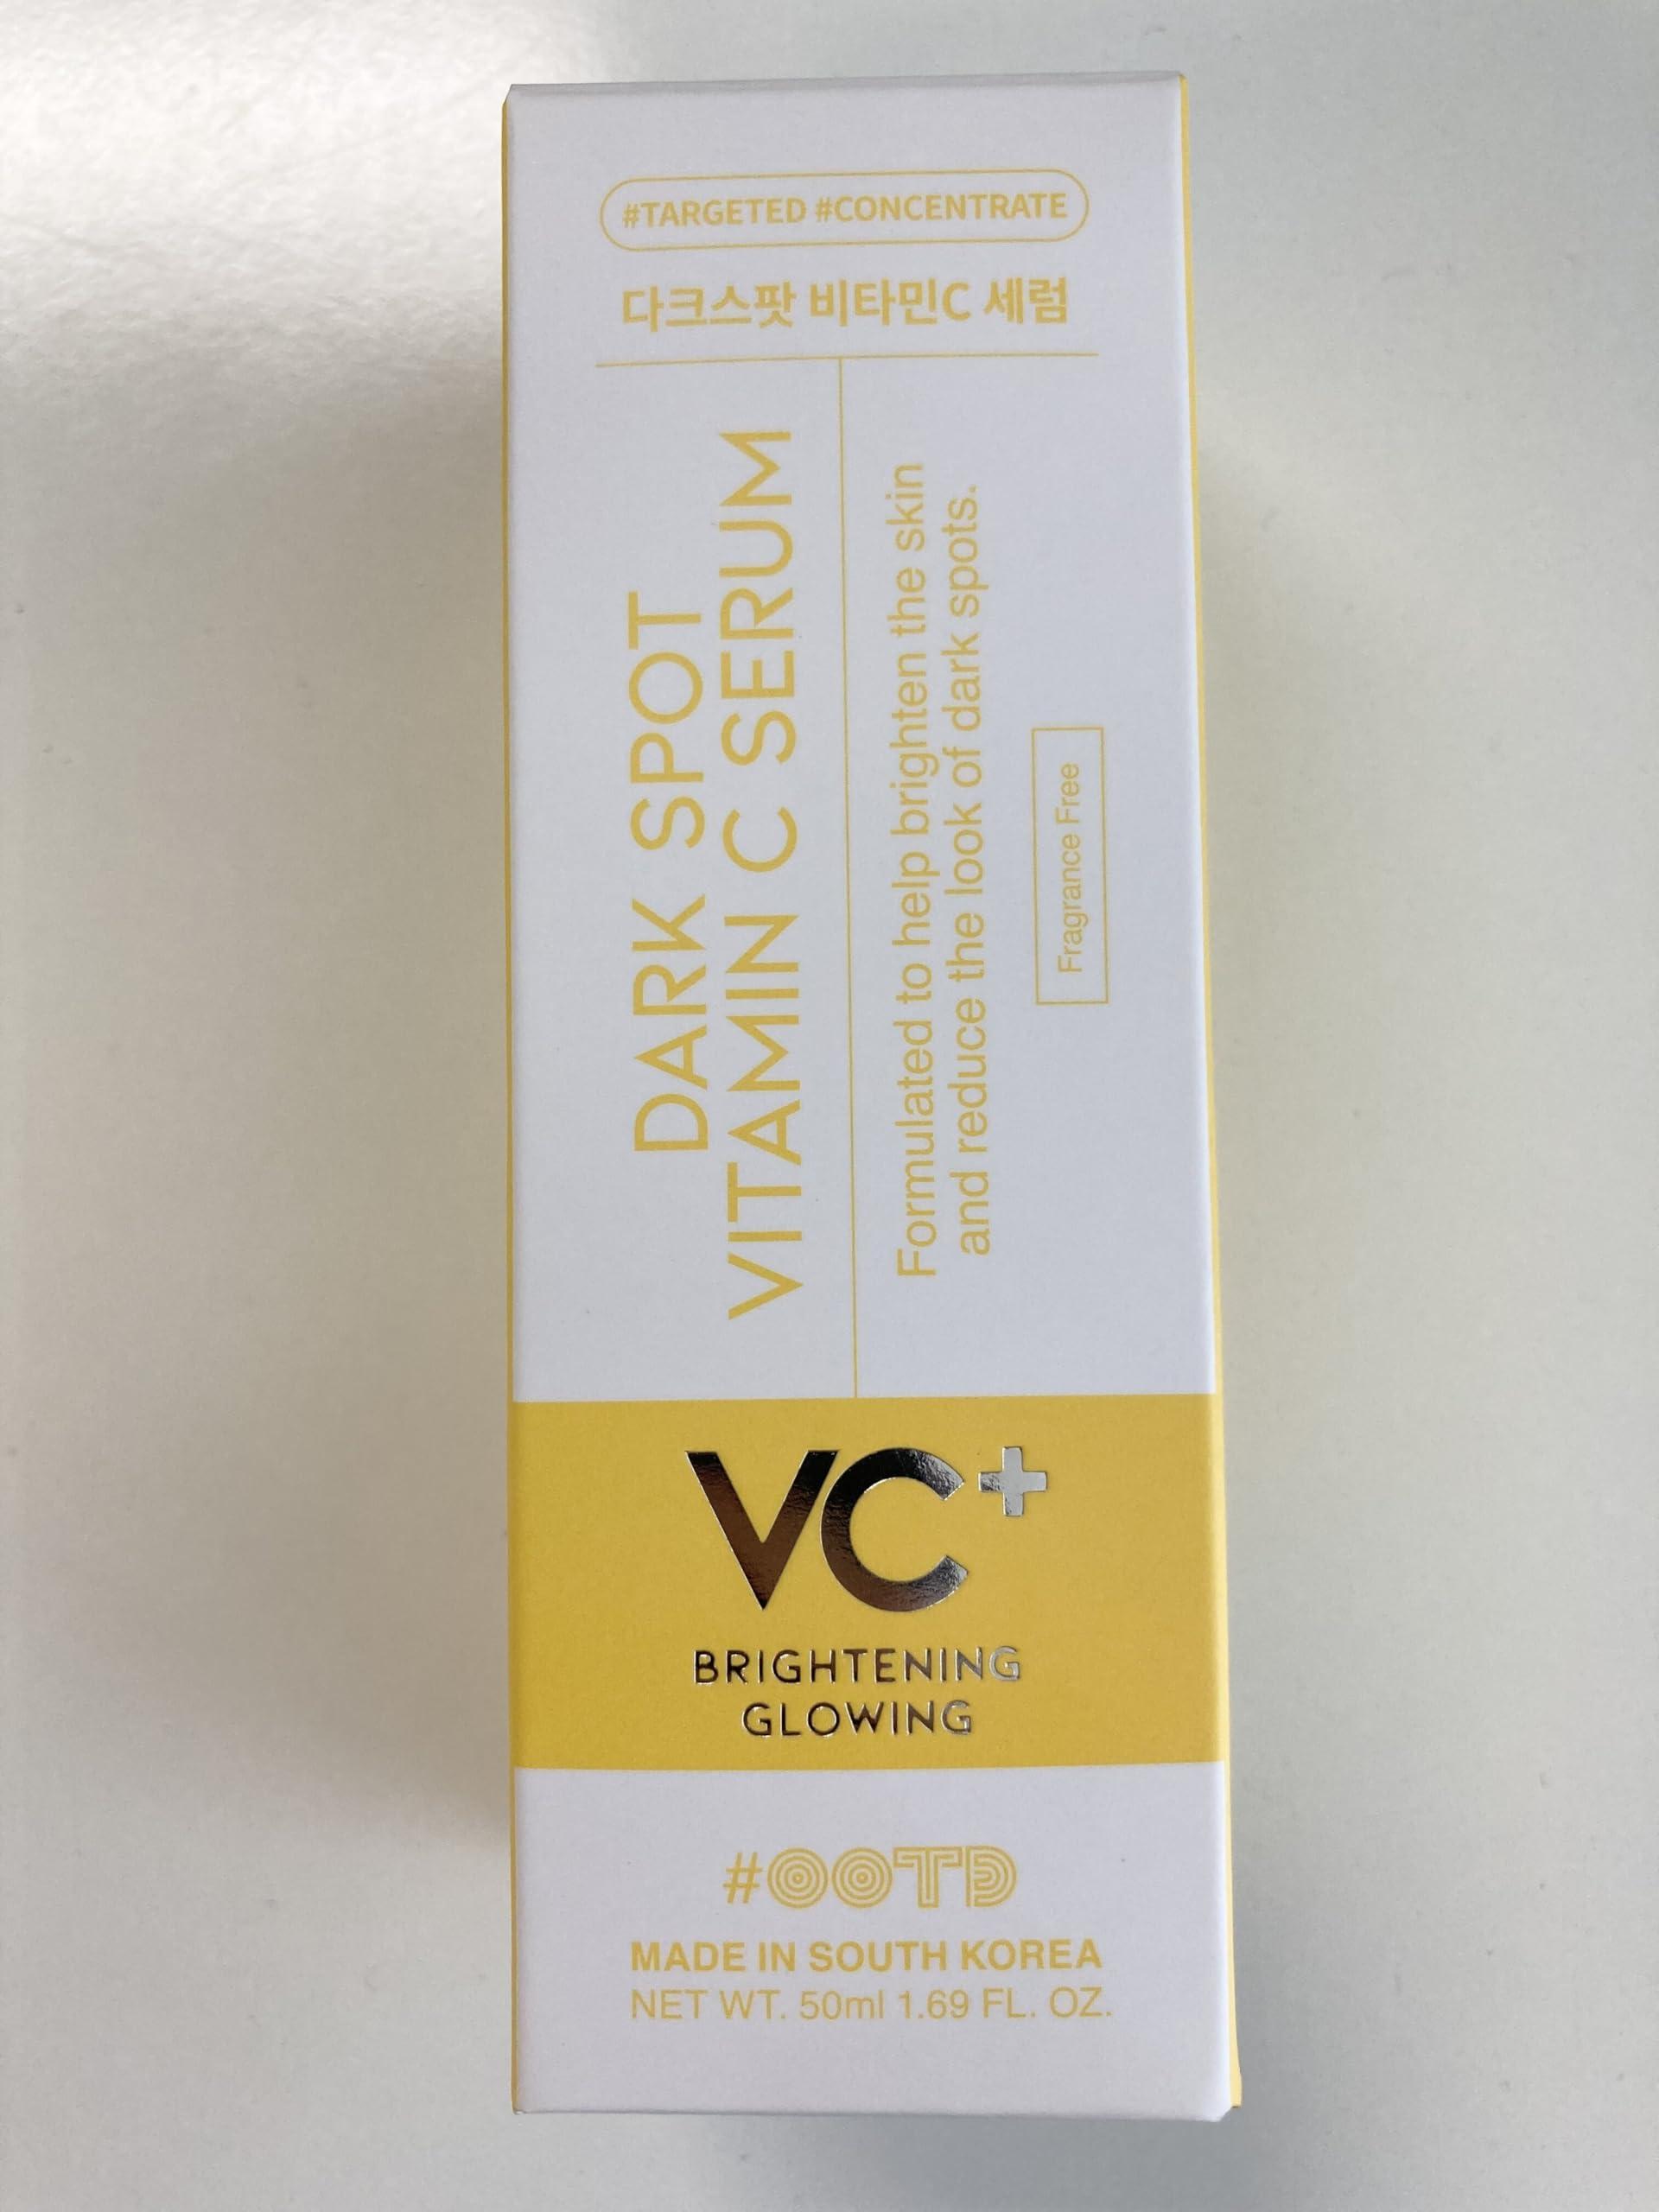 #TARGETED #CONCENTRATE
다크스팟 비타민C 세럼
DARK SPOT
VITAMIN C SERUM
Formulated to help brighten the skin
and reduce the look of dark spots.
Fragrance Free
VC+
BRIGHTENING
GLOWING
#OOTD
MADE IN SOUTH KOREA
NET WT. 50ml 1.69 FL. OZ.